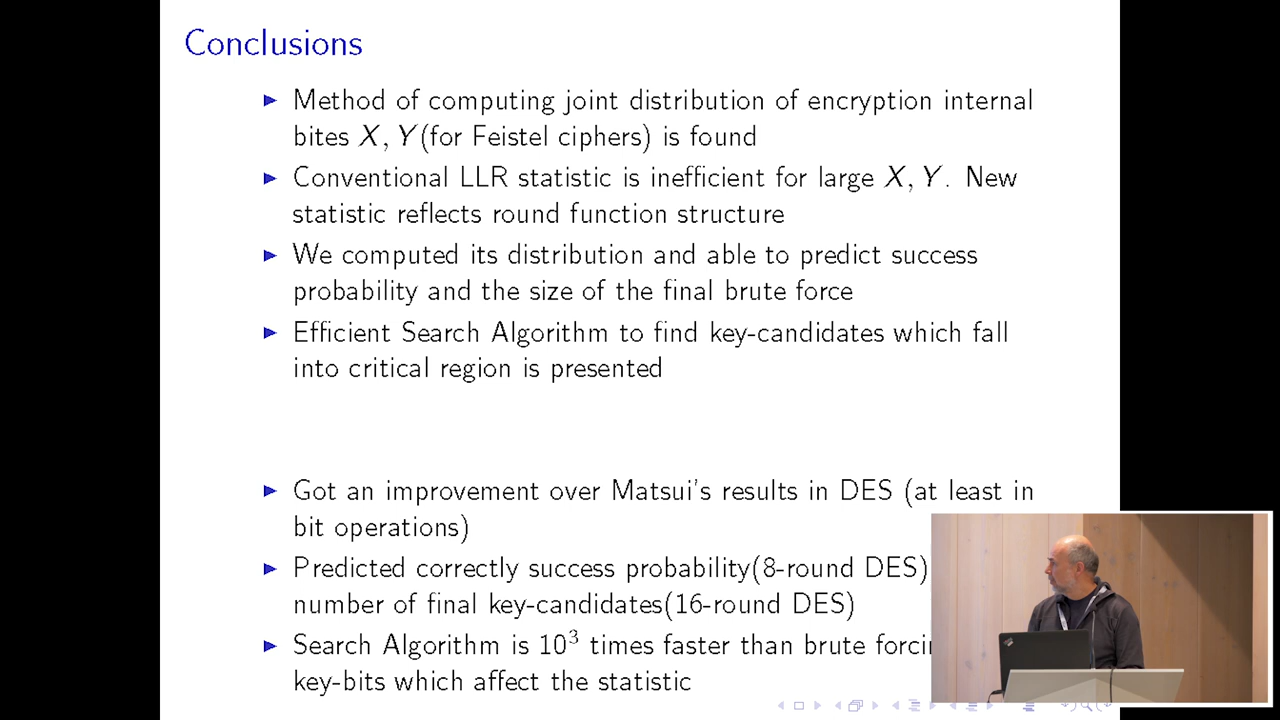 Conclusions
▶ Method of computing joint distribution of encryption internal
bites X, Y(for Feistel ciphers) is found
▶ Conventional LLR statistic is inefficient for large X, Y. New
statistic reflects round function structure
▶ We computed its distribution and able to predict success
probability and the size of the final brute force
▶ Efficient Search Algorithm to find key-candidates which fall
into critical region is presented
▶ Got an improvement over Matsui's results in DES (at least in
bit operations)
▶ Predicted correctly success probability(8-round DES)
number of final key-candidates(16-round DES)
▶ Search Algorithm is 10³ times faster than brute
key-bits which affect the statistic